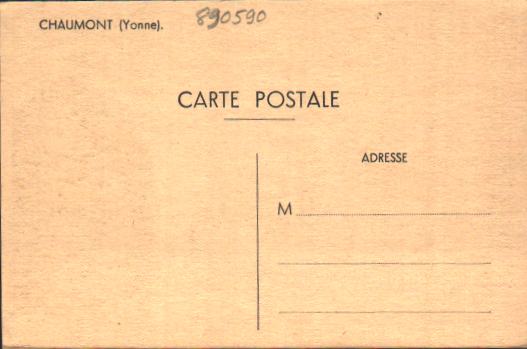 CHAUMONT (Yonne).
890590
CARTE POSTALE
ADRESSE
M